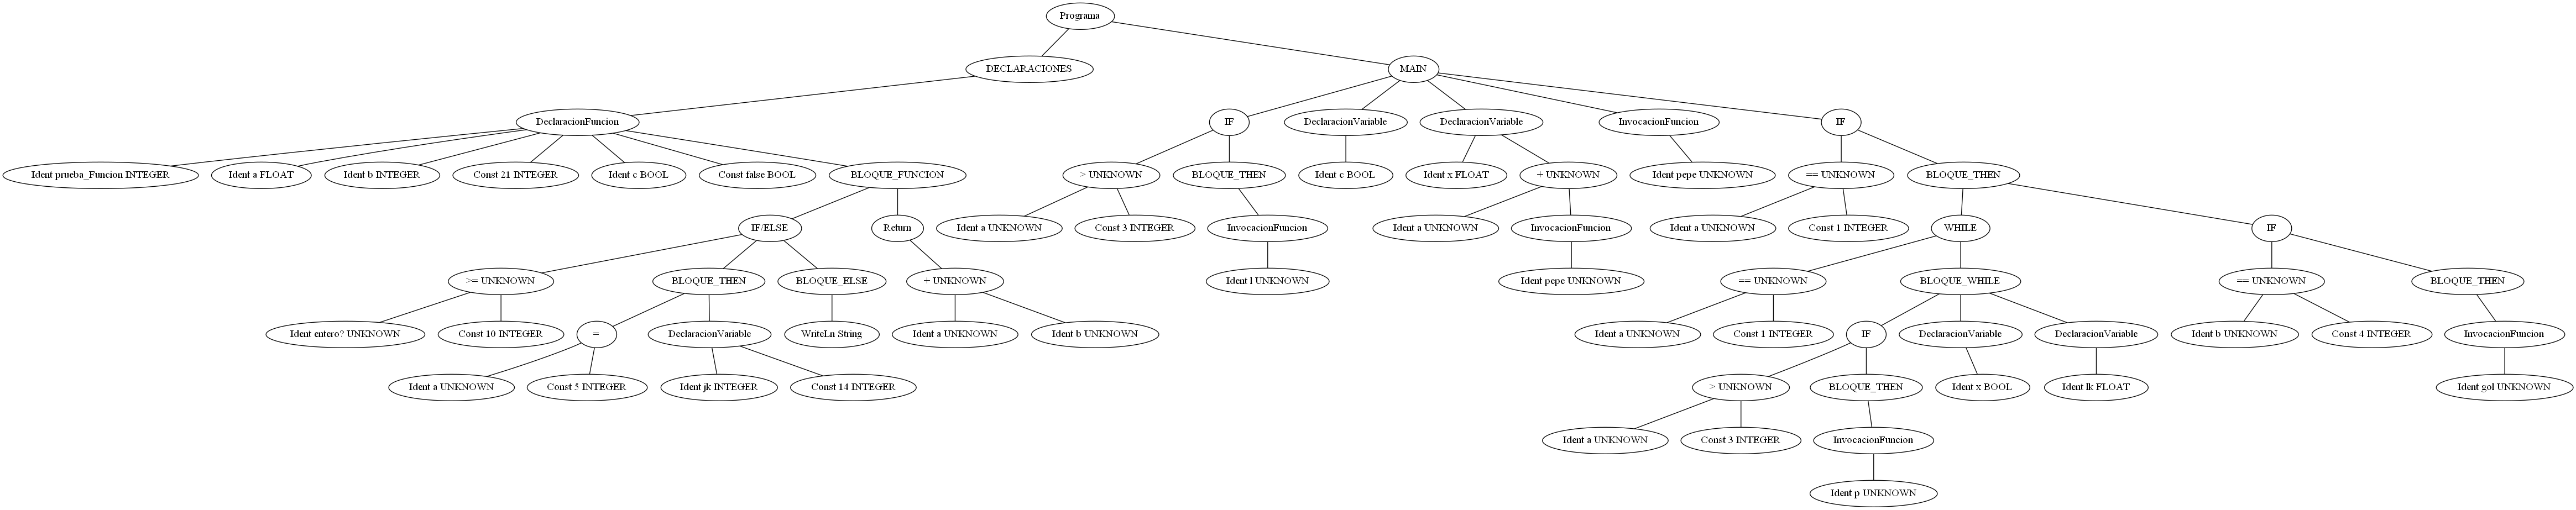 Programa
DECLARACIONES
MAIN
DeclaracionFuncion
IF
DeclaracionVariable
DeclaracionVariable
InvocacionFuncion
IF
Ident prueba_Funcion INTEGER
Ident a FLOAT
Ident b INTEGER
Const 21 INTEGER
Ident c BOOL
Const false BOOL
BLOQUE_FUNCION
> UNKNOWN
BLOQUE_THEN
Ident c BOOL
Ident x FLOAT
+ UNKNOWN
Ident pepe UNKNOWN
== UNKNOWN
BLOQUE_THEN
IF/ELSE
Return
Ident a UNKNOWN
Const 3 INTEGER
InvocacionFuncion
Ident a UNKNOWN
InvocacionFuncion
Ident a UNKNOWN
Const 1 INTEGER
WHILE
IF
>= UNKNOWN
BLOQUE_THEN
BLOQUE_ELSE
+ UNKNOWN
Ident l UNKNOWN
Ident pepe UNKNOWN
== UNKNOWN
BLOQUE_WHILE
== UNKNOWN
BLOQUE_THEN
Ident entero? UNKNOWN
Const 10 INTEGER
=
DeclaracionVariable
WriteLn String
Ident a UNKNOWN
Ident b UNKNOWN
Ident a UNKNOWN
Const 1 INTEGER
IF
DeclaracionVariable
DeclaracionVariable
Ident b UNKNOWN
Const 4 INTEGER
InvocacionFuncion
Ident a UNKNOWN
Const 5 INTEGER
Ident jk INTEGER
Const 14 INTEGER
> UNKNOWN
BLOQUE_THEN
Ident x BOOL
Ident lk FLOAT
Ident gol UNKNOWN
Ident a UNKNOWN
Const 3 INTEGER
InvocacionFuncion
Ident p UNKNOWN